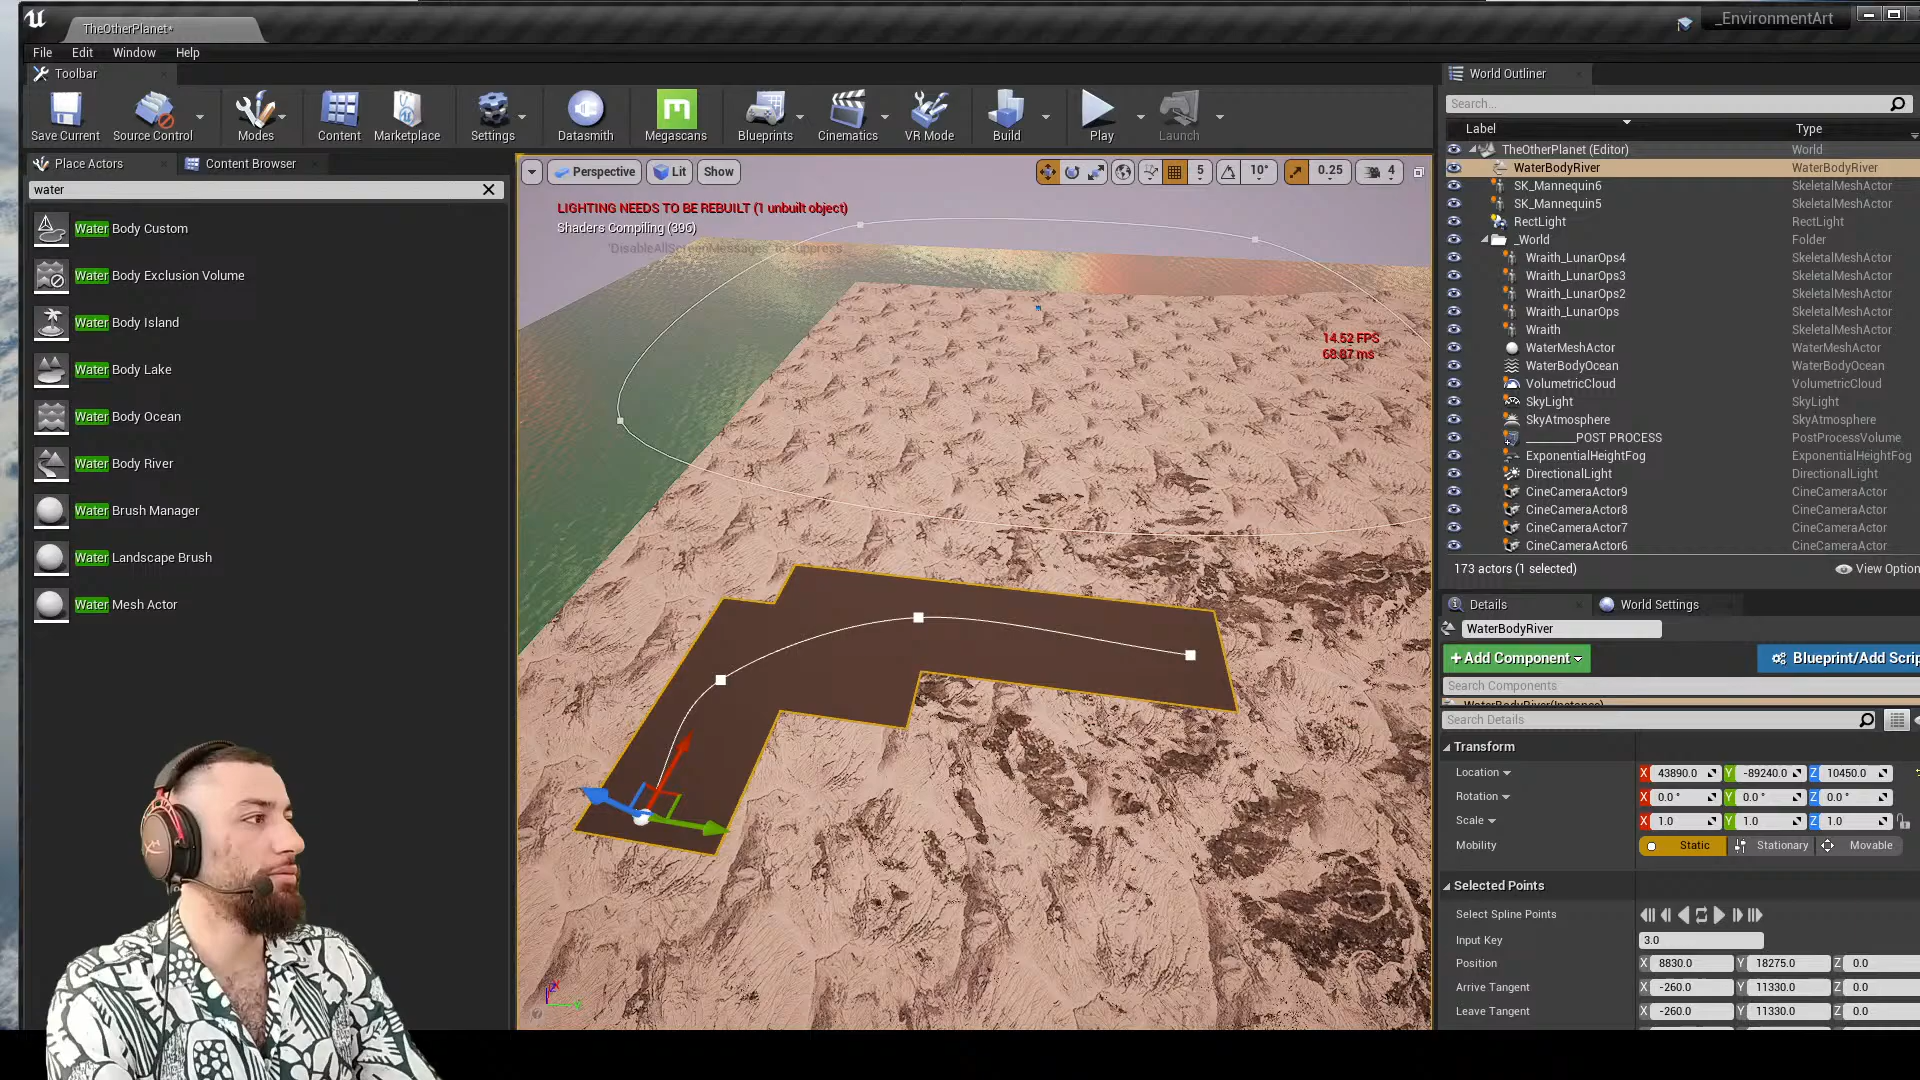 TheOtherPlanet*
_EnvironmentArt
File Edit Window Help
Toolbar
Save Current
Source Control
Modes
Content
Marketplace
Settings
Datasmith
Megascans
Blueprints
Cinematics
VR Mode
Build
Play
Launch
Place Actors
Content Browser
water
Water Body Custom
Water Body Exclusion Volume
Water Body Island
Water Body Lake
Water Body Ocean
Water Body River
Water Brush Manager
Water Landscape Brush
Water Mesh Actor
Perspective Lit Show
5 10° 0.25 4
LIGHTING NEEDS TO BE REBUILT (1 unbuilt object)
Shaders Compiling (396)
'DisableAllScreenMessages' to suppress
14.52 FPS
68.87 ms
World Outliner
Search...
Label Type
TheOtherPlanet (Editor) World
WaterBodyRiver WaterBodyRiver
SK_Mannequin6 SkeletalMeshActor
SK_Mannequin5 SkeletalMeshActor
RectLight RectLight
_World Folder
Wraith_LunarOps4 SkeletalMeshActor
Wraith_LunarOps3 SkeletalMeshActor
Wraith_LunarOps2 SkeletalMeshActor
Wraith_LunarOps SkeletalMeshActor
Wraith SkeletalMeshActor
WaterMeshActor WaterMeshActor
WaterBodyOcean WaterBodyOcean
VolumetricCloud VolumetricCloud
SkyLight SkyLight
SkyAtmosphere SkyAtmosphere
________POST PROCESS PostProcessVolume
ExponentialHeightFog ExponentialHeightFog
DirectionalLight DirectionalLight
CineCameraActor9 CineCameraActor
CineCameraActor8 CineCameraActor
CineCameraActor7 CineCameraActor
CineCameraActor6 CineCameraActor
173 actors (1 selected)
View Option
Details
World Settings
WaterBodyRiver
+Add Component
Blueprint/Add Scrip
Search Components
WaterBodyRiver(Instance)
Search Details
Transform
Location X 43890.0 Y -89240.0 Z 10450.0
Rotation X 0.0 ° Y 0.0 ° Z 0.0 °
Scale X 1.0 Y 1.0 Z 1.0
Mobility Static Stationary Movable
Selected Points
Select Spline Points
Input Key 3.0
Position X 8830.0 Y 18275.0 Z 0.0
Arrive Tangent X -260.0 Y 11330.0 Z 0.0
Leave Tangent X -260.0 Y 11330.0 Z 0.0